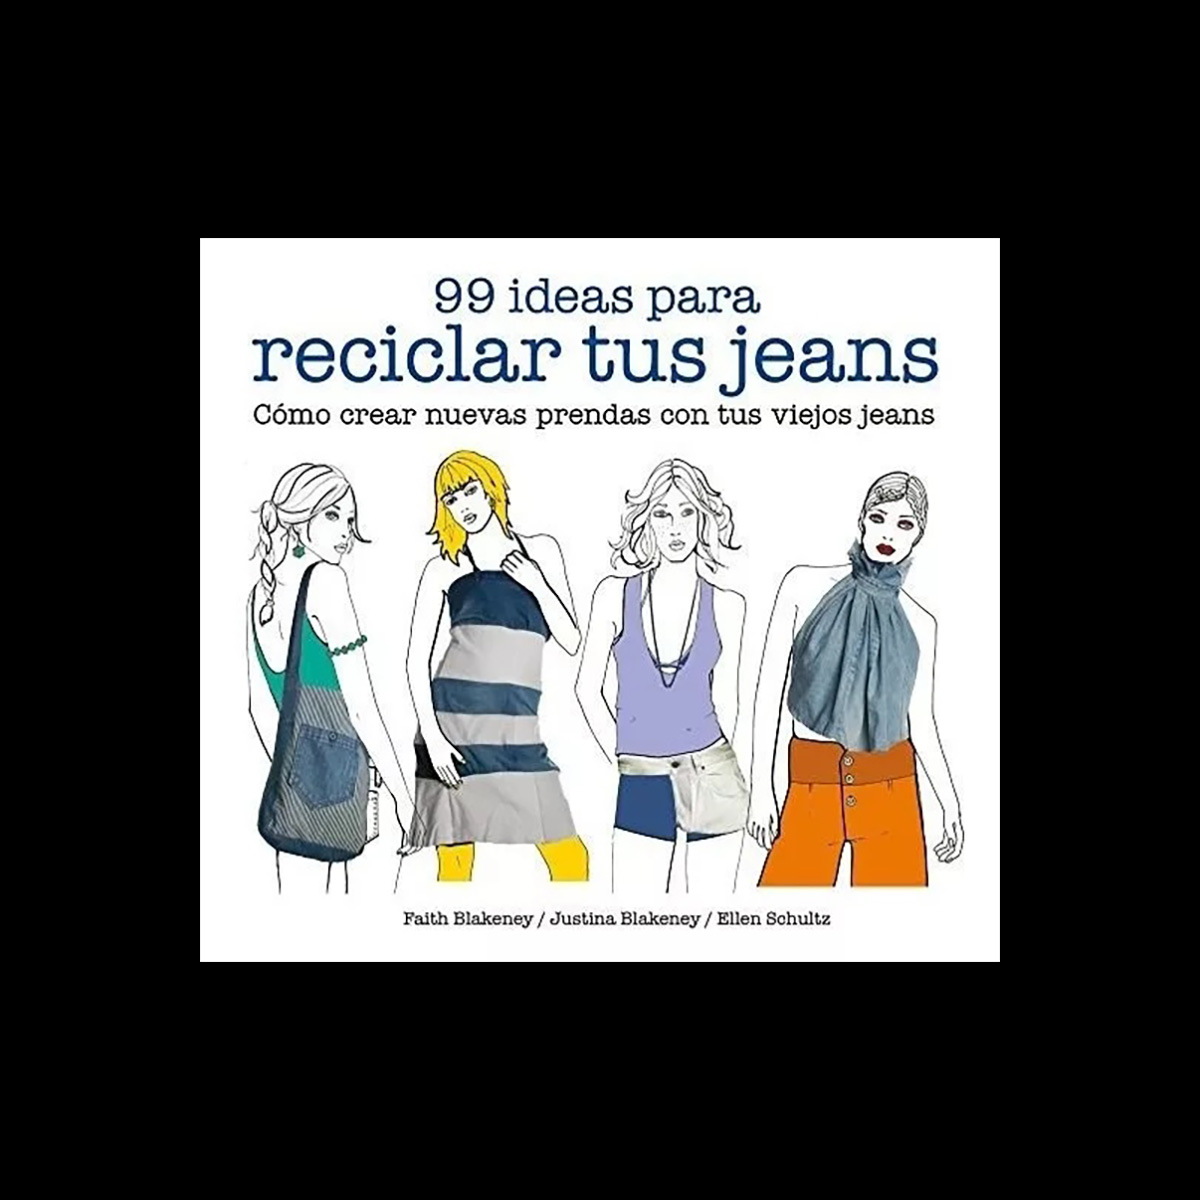 99 ideas para
reciclar tus jeans
Cómo crear nuevas prendas con tus viejos jeans
Faith Blakeney / Justina Blakeney / Ellen Schultz